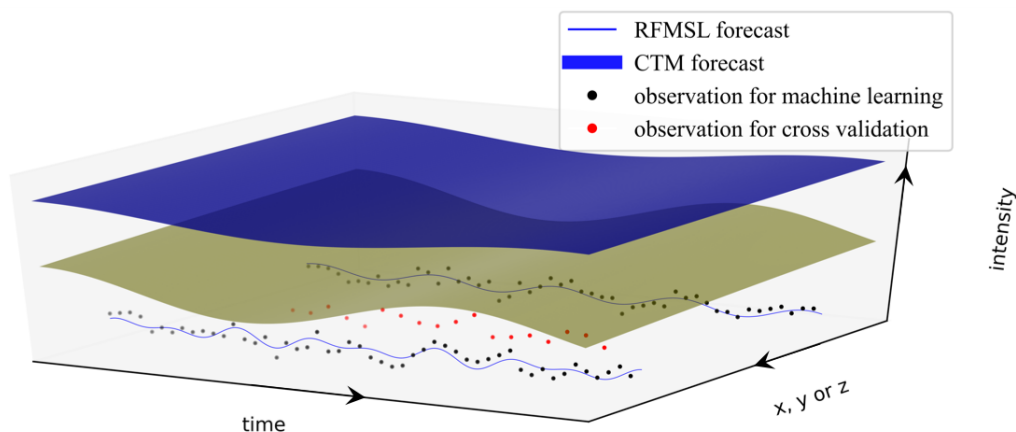 RFMSL forecast
CTM forecast
observation for machine learning
observation for cross validation
intensity
x, y or z
time